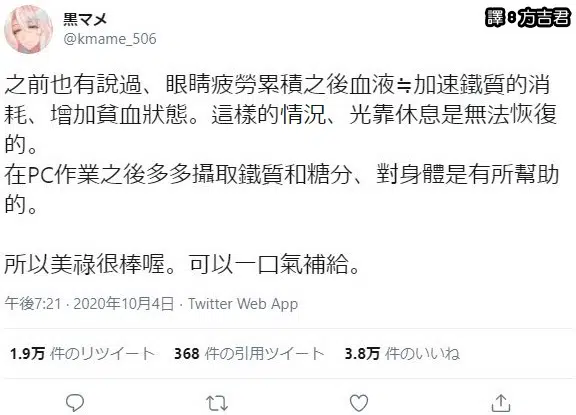 譯：方吉君
黒マメ
@kmame_506
之前也有說過、眼睛疲勞累積之後血液≒加速鐵質的消
耗、增加貧血狀態。這樣的情況、光靠休息是無法恢復
的。
在PC作業之後多多攝取鐵質和糖分、對身體是有所幫助
的。
所以美祿很棒喔。可以一口氣補給。
午後7:21 · 2020年10月4日 · Twitter Web App
1.9万 件のリツイート 368 件の引用ツイート 3.8万 件のいいね